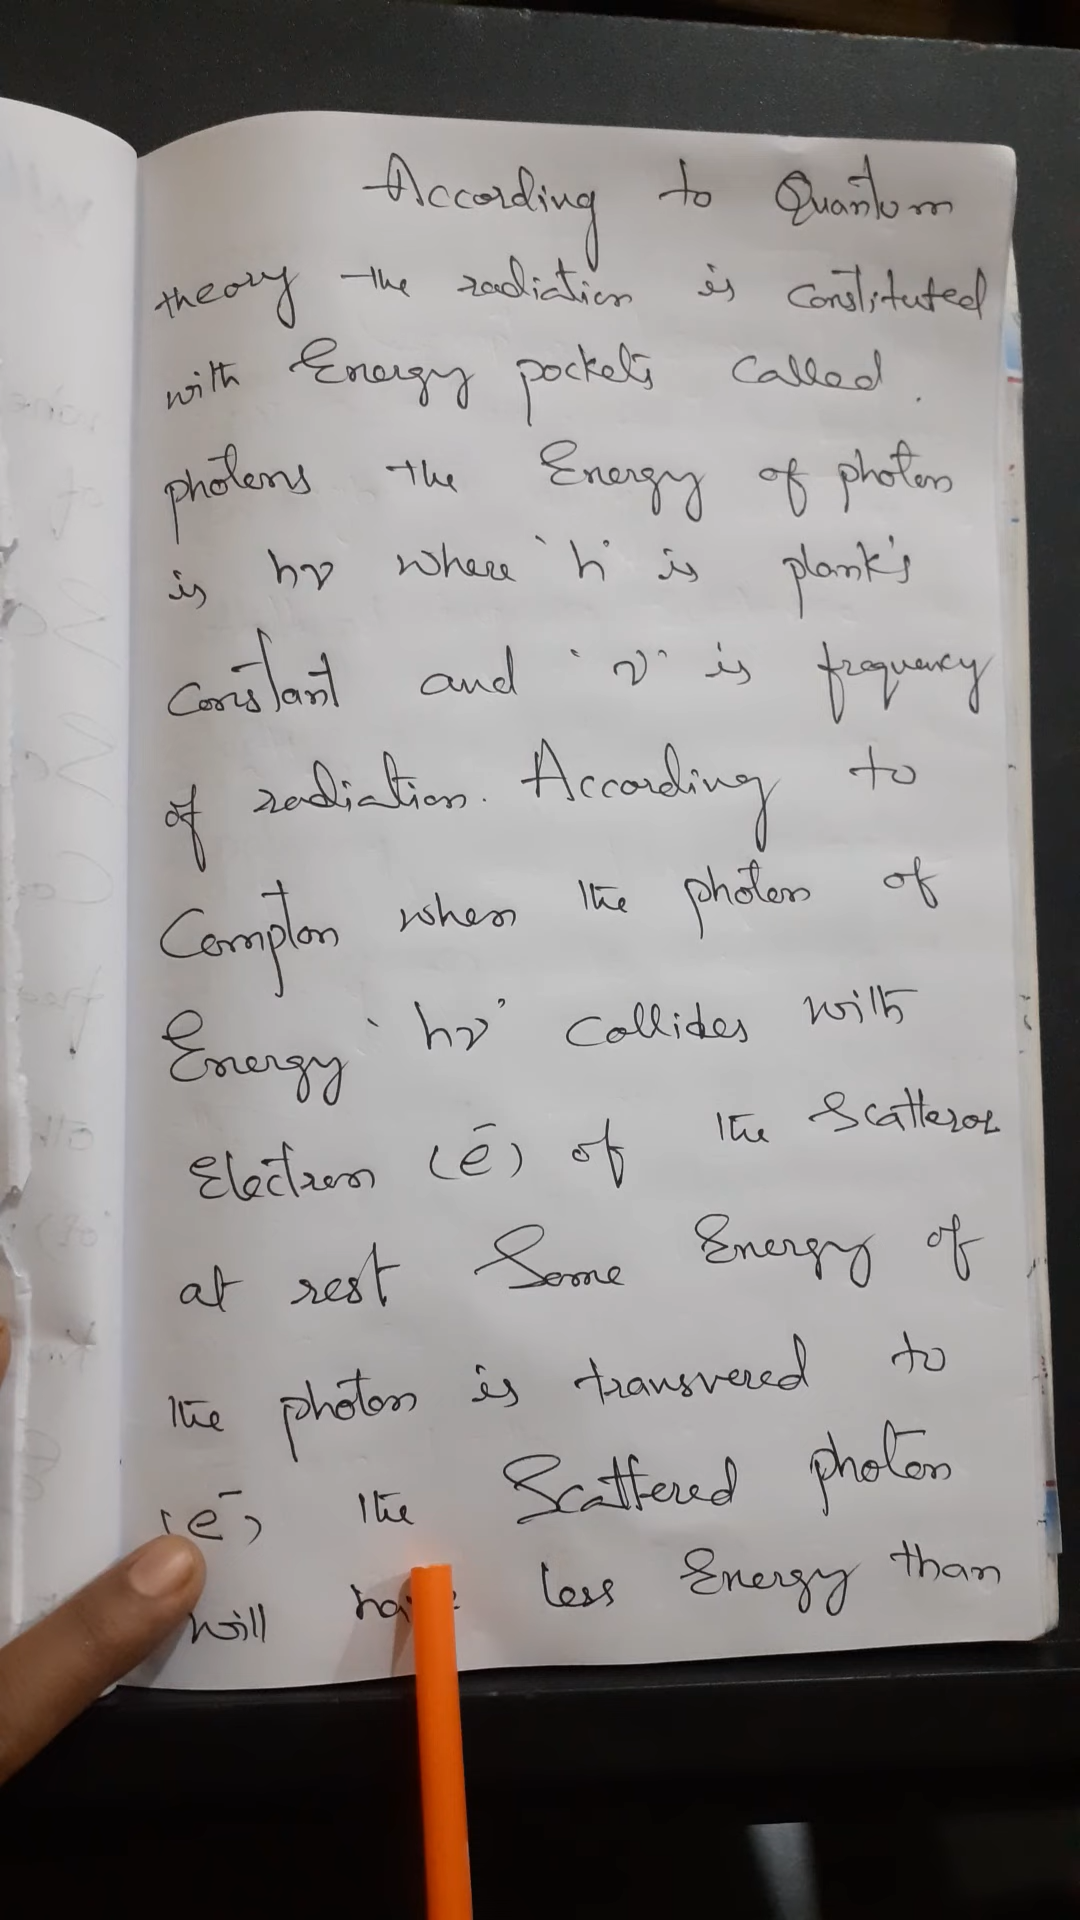 According to Quantum
theory the radiation is constituted
with Energy pockets called.
photons the Energy of photon
is hν where 'h' is plank's
constant and 'ν' is frequency
of radiation. According to
Compton when the photon of
Energy 'hν' collides with
Electron (e⁻) of the Scatteror
at rest Some Energy of
the photon is transvered to
(e⁻) the Scattered photon
will have less Energy than